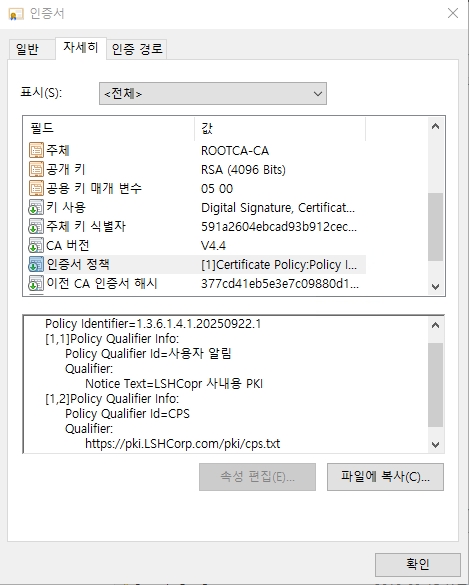 인증서
일반 자세히 인증 경로
표시(S): <전체>
필드 값
주체 ROOTCA-CA
공개 키 RSA (4096 Bits)
공용 키 매개 변수 05 00
키 사용 Digital Signature, Certificat...
주체 키 식별자 591a2604ebcad93b912cec...
CA 버전 V4.4
인증서 정책 [1]Certificate Policy:Policy I...
이전 CA 인증서 해시 377cd41eb5e3e7c09880d1...
Policy Identifier=1.3.6.1.4.1.20250922.1
[1,1]Policy Qualifier Info:
Policy Qualifier Id=사용자 알림
Qualifier:
Notice Text=LSHCopr 사내용 PKI
[1,2]Policy Qualifier Info:
Policy Qualifier Id=CPS
Qualifier:
https://pki.LSHCorp.com/pki/cps.txt
속성 편집(E)... 파일에 복사(C)...
확인